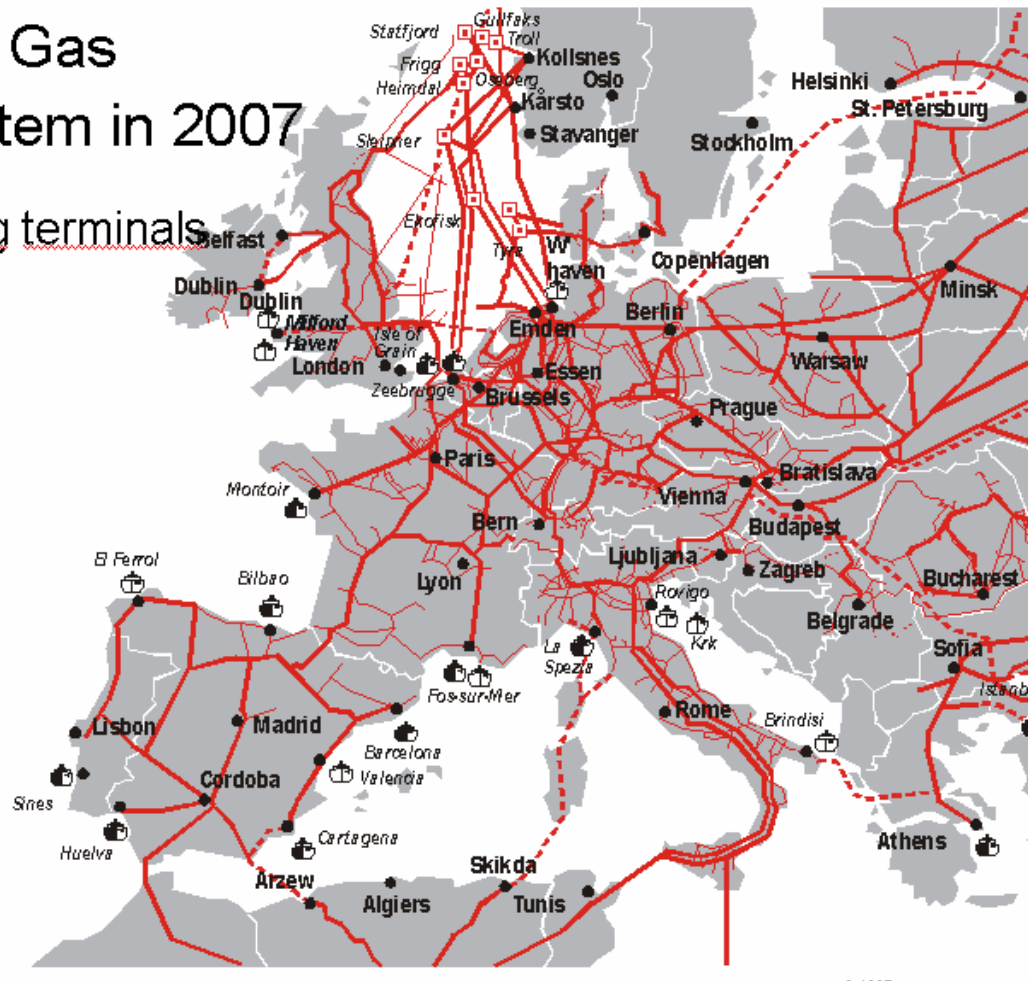 Gas
tem in 2007
g terminals
Gullfaks
Statfjord
Troll
Frigg
Kollsnes
Oseberg
Oslo
Heimdal
Karsto
Sleipner
Stavanger
Stockholm
Helsinki
St. Petersburg
Ekofisk
Tyra
Belfast
W
haven
Copenhagen
Dublin
Dublin
Minsk
Milford
Haven
Isle of
Grain
Emden
Berlin
London
Warsaw
Zeebrugge
Essen
Brussels
Prague
Paris
Montoir
Vienna
Bratislava
Bern
Budapest
El Ferrol
Bilbao
Lyon
Ljubljana
Zagreb
Rovigo
Bucharest
Krk
Belgrade
La
Spezia
Sofia
Fos-sur-Mer
Istanb
Lisbon
Madrid
Rome
Brindisi
Barcelona
Valencia
Cordoba
Sines
Huelva
Cartagena
Athens
Arzew
Skikda
Algiers
Tunis